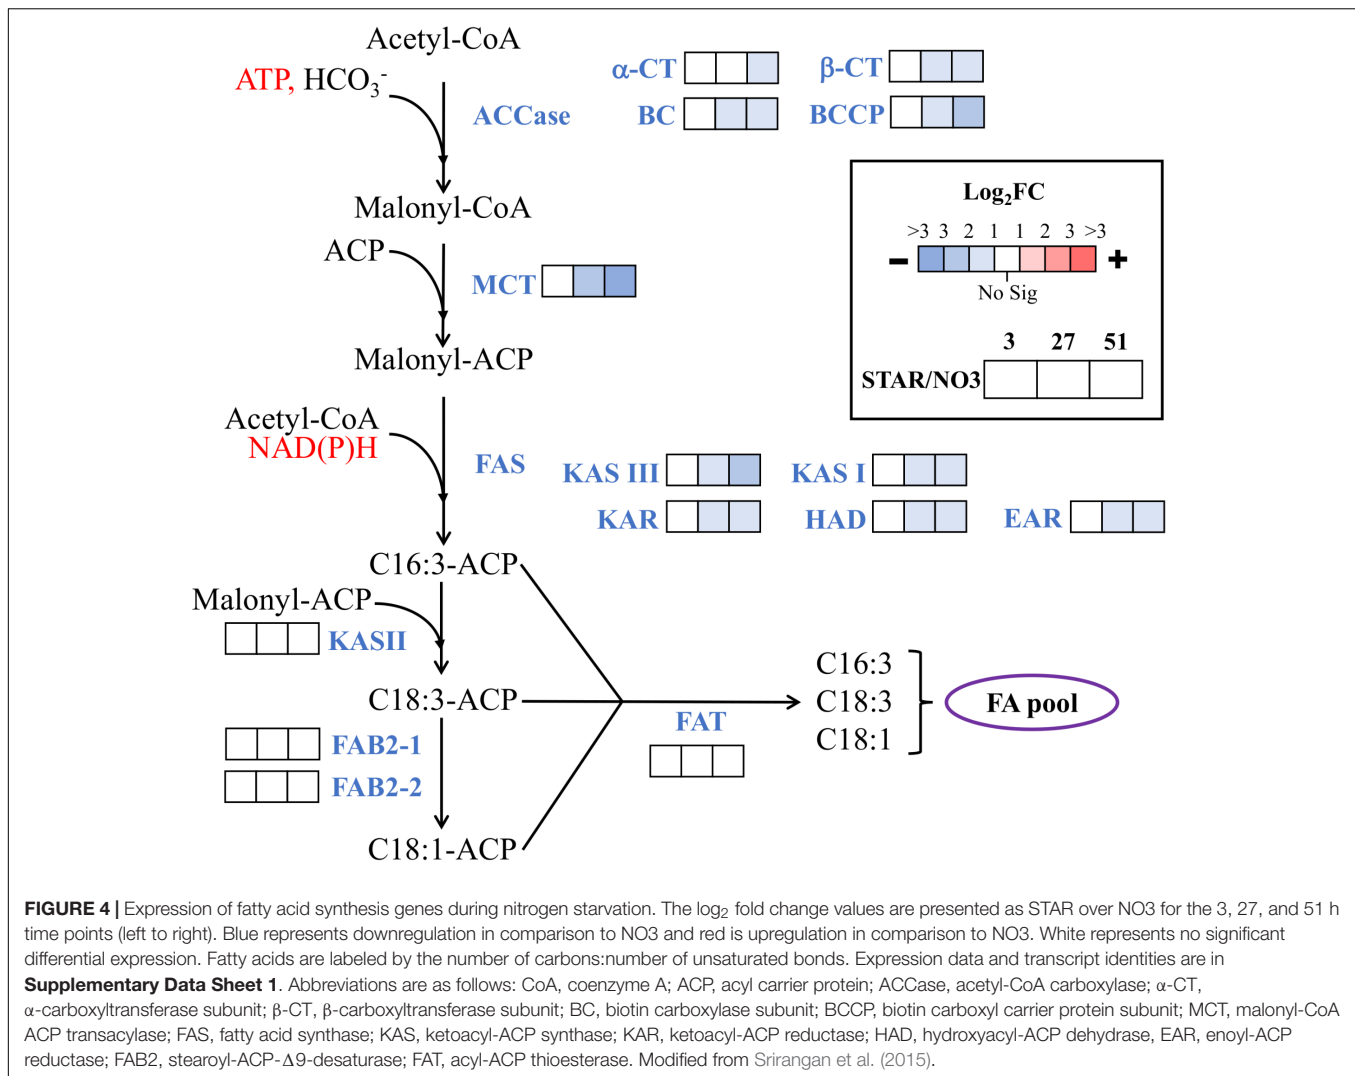 Acetyl-CoA
ATP, HCO₃⁻
ACCase
α-CT
β-CT
BC
BCCP
Malonyl-CoA
ACP
MCT
Malonyl-ACP
Log₂FC
>3 3 2 1 1 2 3 >3
− +
No Sig
3 27 51
STAR/NO3
Acetyl-CoA
NAD(P)H
FAS
KAS III
KAS I
KAR
HAD
EAR
C16:3-ACP
Malonyl-ACP
KASII
C18:3-ACP
FAB2-1
FAB2-2
C18:1-ACP
FAT
C16:3
C18:3
C18:1
FA pool
FIGURE 4 | Expression of fatty acid synthesis genes during nitrogen starvation. The log₂ fold change values are presented as STAR over NO3 for the 3, 27, and 51 h
time points (left to right). Blue represents downregulation in comparison to NO3 and red is upregulation in comparison to NO3. White represents no significant
differential expression. Fatty acids are labeled by the number of carbons:number of unsaturated bonds. Expression data and transcript identities are in
Supplementary Data Sheet 1. Abbreviations are as follows: CoA, coenzyme A; ACP, acyl carrier protein; ACCase, acetyl-CoA carboxylase; α-CT,
α-carboxyltransferase subunit; β-CT, β-carboxyltransferase subunit; BC, biotin carboxylase subunit; BCCP, biotin carboxyl carrier protein subunit; MCT, malonyl-CoA
ACP transacylase; FAS, fatty acid synthase; KAS, ketoacyl-ACP synthase; KAR, ketoacyl-ACP reductase; HAD, hydroxyacyl-ACP dehydrase, EAR, enoyl-ACP
reductase; FAB2, stearoyl-ACP-Δ9-desaturase; FAT, acyl-ACP thioesterase. Modified from Srirangan et al. (2015).